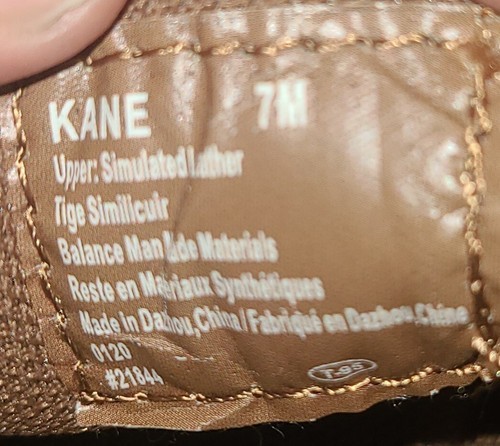 KANE 7M
Upper: Simulated Lather
Tige Similicuir
Balance Man Made Materials
Reste en Matriaux Synthétiques
Made in Dazhou,China / Fabriqué en Dazhou,Chine
0120
#21844
T-95